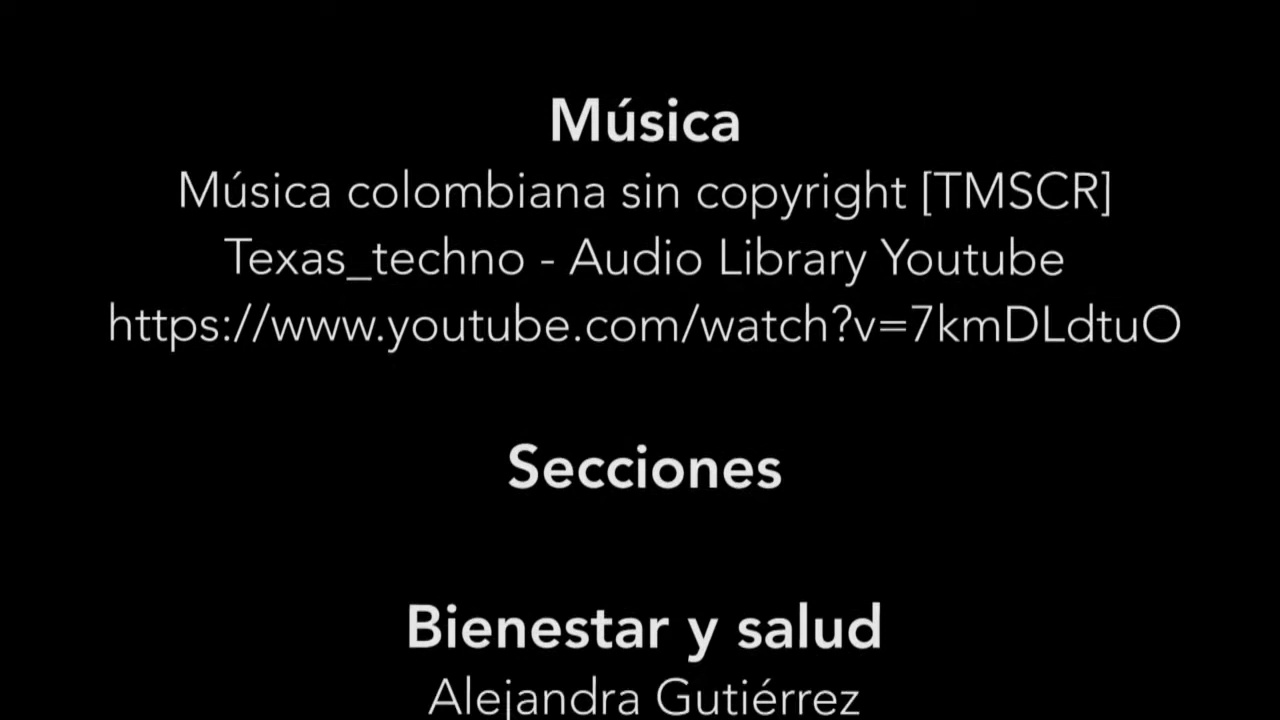 Música
Música colombiana sin copyright [TMSCR]
Texas_techno - Audio Library Youtube
https://www.youtube.com/watch?v=7kmDLdtuO
Secciones
Bienestar y salud
Alejandra Gutiérrez